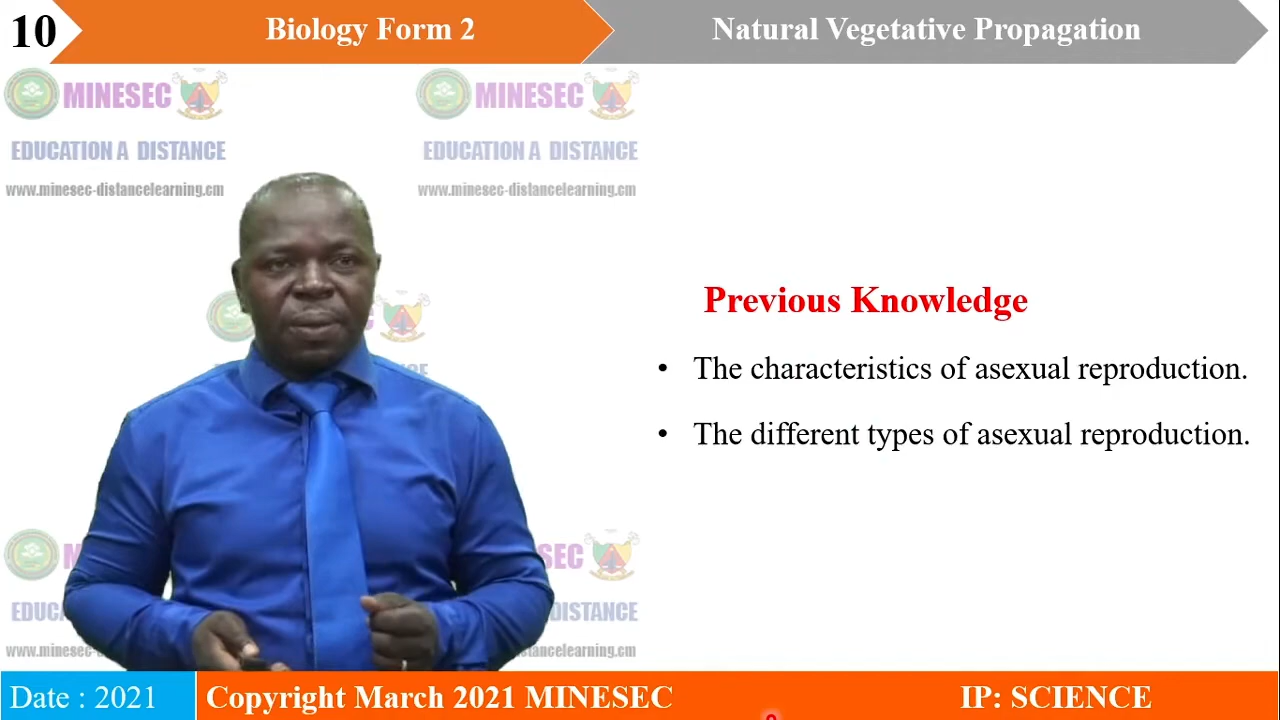 10
Biology Form 2
Natural Vegetative Propagation
MINESEC
MINESEC
EDUCATION A DISTANCE
EDUCATION A DISTANCE
www.minesec-distancelearning.cm
www.minesec-distancelearning.cm
Previous Knowledge
• The characteristics of asexual reproduction.
• The different types of asexual reproduction.
Date : 2021
Copyright March 2021 MINESEC
IP: SCIENCE